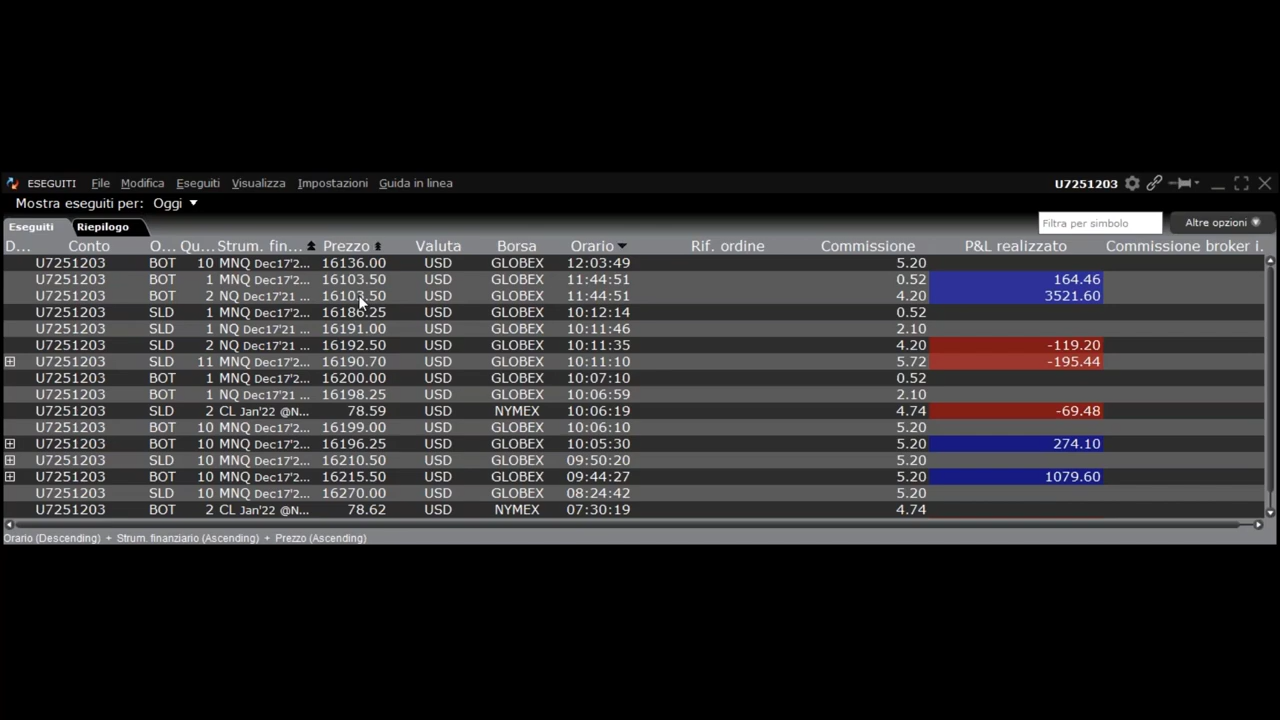 ESEGUITI File Modifica Eseguiti Visualizza Impostazioni Guida in linea U7251203
Mostra eseguiti per: Oggi
Eseguiti Riepilogo Filtra per simbolo Altre opzioni
D... Conto O... Qu... Strum. fin... Prezzo Valuta Borsa Orario Rif. ordine Commissione P&L realizzato Commissione broker i.
U7251203 BOT 10 MNQ Dec17'2... 16136.00 USD GLOBEX 12:03:49 5.20
U7251203 BOT 1 MNQ Dec17'2... 16103.50 USD GLOBEX 11:44:51 0.52 164.46
U7251203 BOT 2 NQ Dec17'21 ... 16103.50 USD GLOBEX 11:44:51 4.20 3521.60
U7251203 SLD 1 MNQ Dec17'2... 16186.25 USD GLOBEX 10:12:14 0.52
U7251203 SLD 1 NQ Dec17'21 ... 16191.00 USD GLOBEX 10:11:46 2.10
U7251203 SLD 2 NQ Dec17'21 ... 16192.50 USD GLOBEX 10:11:35 4.20 -119.20
U7251203 SLD 11 MNQ Dec17'2... 16190.70 USD GLOBEX 10:11:10 5.72 -195.44
U7251203 BOT 1 MNQ Dec17'2... 16200.00 USD GLOBEX 10:07:10 0.52
U7251203 BOT 1 NQ Dec17'21 ... 16198.25 USD GLOBEX 10:06:59 2.10
U7251203 SLD 2 CL Jan'22 @N... 78.59 USD NYMEX 10:06:19 4.74 -69.48
U7251203 BOT 10 MNQ Dec17'2... 16199.00 USD GLOBEX 10:06:10 5.20
U7251203 BOT 10 MNQ Dec17'2... 16196.25 USD GLOBEX 10:05:30 5.20 274.10
U7251203 SLD 10 MNQ Dec17'2... 16210.50 USD GLOBEX 09:50:20 5.20
U7251203 BOT 10 MNQ Dec17'2... 16215.50 USD GLOBEX 09:44:27 5.20 1079.60
U7251203 SLD 10 MNQ Dec17'2... 16270.00 USD GLOBEX 08:24:42 5.20
U7251203 BOT 2 CL Jan'22 @N... 78.62 USD NYMEX 07:30:19 4.74
Orario (Descending) + Strum. finanziario (Ascending) + Prezzo (Ascending)